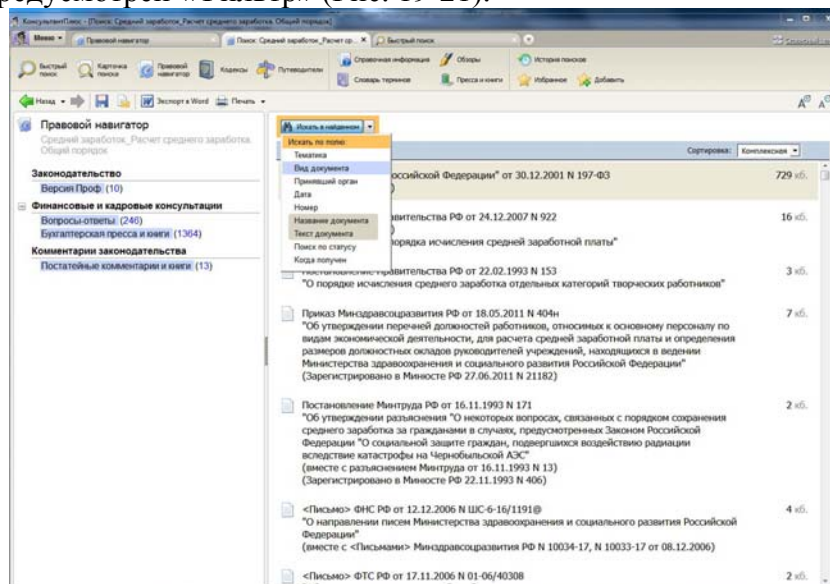 редусмотрен «Фильтр» (Рис. 19-21).
КонсультантПлюс - [Поиск: Средний заработок_Расчет среднего заработка. Общий порядок]
Меню
Правовой навигатор
Поиск: Средний заработок_Расчет ср... X
Быстрый поиск
Быстрый поиск
Карточка поиска
Правовой навигатор
Кодексы
Путеводители
Справочная информация
Обзоры
История поисков
Словарь терминов
Пресса и книги
Избранное
Добавить
Назад
Экспорт в Word
Печать
Правовой навигатор
Средний заработок_Расчет среднего заработка.
Общий порядок
Законодательство
Версия Проф (10)
Финансовые и кадровые консультации
Вопросы-ответы (246)
Бухгалтерская пресса и книги (1364)
Комментарии законодательства
Постатейные комментарии и книги (13)
Искать в найденном
Искать по полю:
Тематика
Вид документа
Принявший орган
Дата
Номер
Название документа
Текст документа
Поиск по статусу
Когда получен
Сортировка: Комплексная
оссийской Федерации" от 30.12.2001 N 197-ФЗ
729 кб.
авительства РФ от 24.12.2007 N 922
16 кб.
орядка исчисления средней заработной платы"
Постановление Правительства РФ от 22.02.1993 N 153
3 кб.
"О порядке исчисления среднего заработка отдельных категорий творческих работников"
Приказ Минздравсоцразвития РФ от 18.05.2011 N 404н
7 кб.
"Об утверждении перечней должностей работников, относимых к основному персоналу по
видам экономической деятельности, для расчета средней заработной платы и определения
размеров должностных окладов руководителей учреждений, находящихся в ведении
Министерства здравоохранения и социального развития Российской Федерации"
(Зарегистрировано в Минюсте РФ 27.06.2011 N 21182)
Постановление Минтруда РФ от 16.11.1993 N 171
2 кб.
"Об утверждении разъяснения "О некоторых вопросах, связанных с порядком сохранения
среднего заработка за гражданами в случаях, предусмотренных Законом Российской
Федерации "О социальной защите граждан, подвергшихся воздействию радиации
вследствие катастрофы на Чернобыльской АЭС"
(вместе с разъяснением Минтруда от 16.11.1993 N 13)
(Зарегистрировано в Минюсте РФ 22.11.1993 N 406)
<Письмо> ФНС РФ от 12.12.2006 N ШС-6-16/1191@
4 кб.
"О направлении писем Министерства здравоохранения и социального развития Российской
Федерации"
(вместе с <Письмами> Минздравсоцразвития РФ N 10034-17, N 10033-17 от 08.12.2006)
<Письмо> ФТС РФ от 17.11.2006 N 01-06/40308
2 кб.